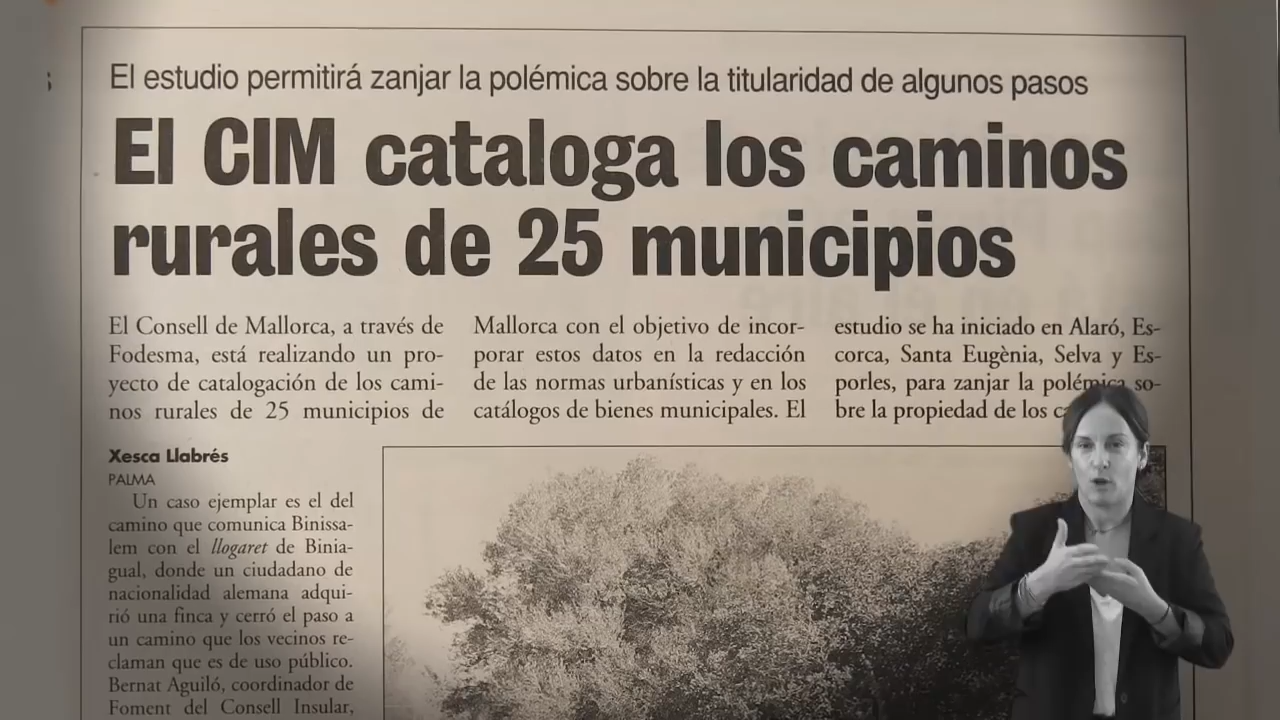 El estudio permitirá zanjar la polémica sobre la titularidad de algunos pasos
El CIM cataloga los caminos
rurales de 25 municipios
El Consell de Mallorca, a través de
Fodesma, está realizando un pro-
yecto de catalogación de los cami-
nos rurales de 25 municipios de
Mallorca con el objetivo de incor-
porar estos datos en la redacción
de las normas urbanísticas y en los
catálogos de bienes municipales. El
estudio se ha iniciado en Alaró, Es-
corca, Santa Eugènia, Selva y Es-
porles, para zanjar la polémica so-
bre la propiedad de los
Xesca Llabrés
PALMA
Un caso ejemplar es el del
camino que comunica Binissa-
lem con el llogaret de Binia-
gual, donde un ciudadano de
nacionalidad alemana adqui-
rió una finca y cerró el paso a
un camino que los vecinos re-
claman que es de uso público.
Bernat Aguiló, coordinador de
Foment del Consell Insular,